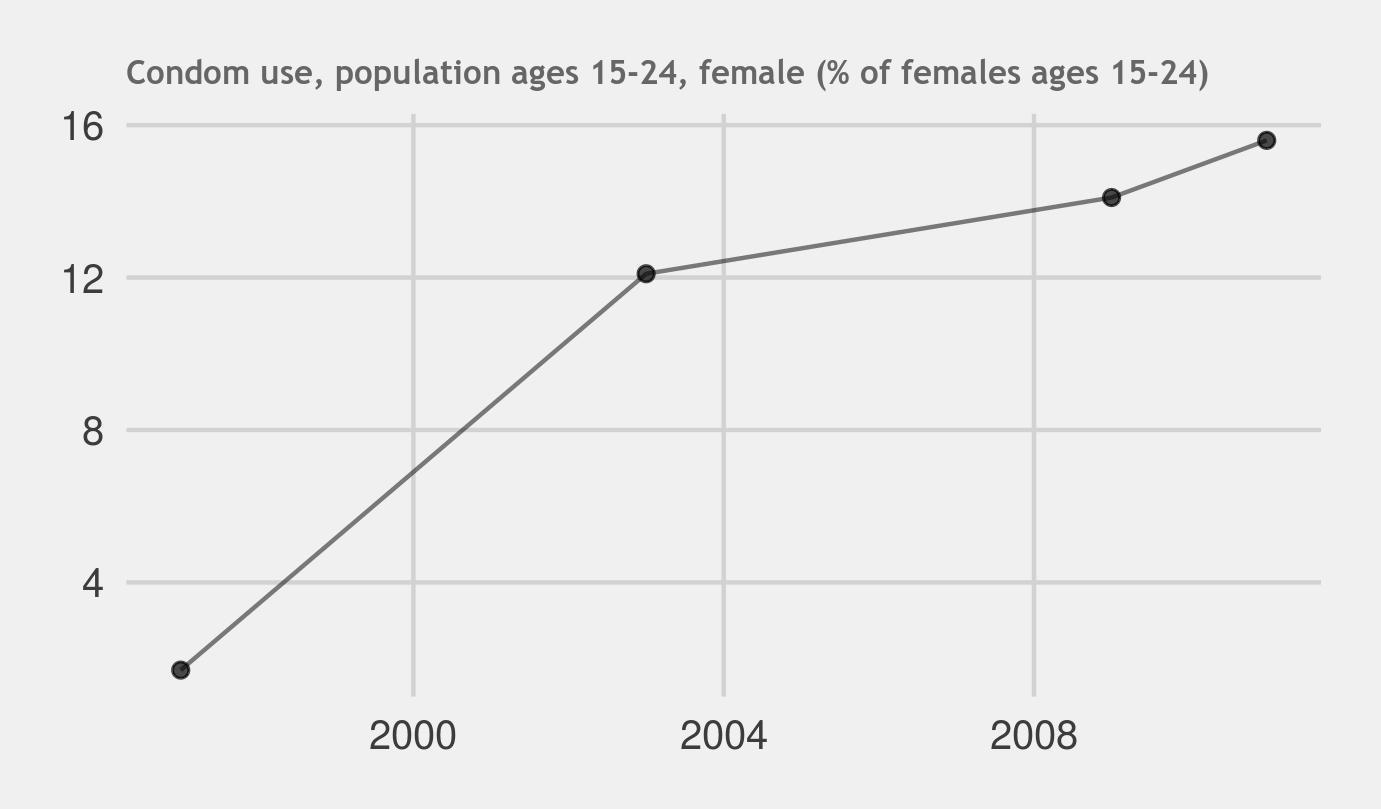 Condom use, population ages 15-24, female (% of females ages 15-24)
16
12
8
4
2000 2004 2008